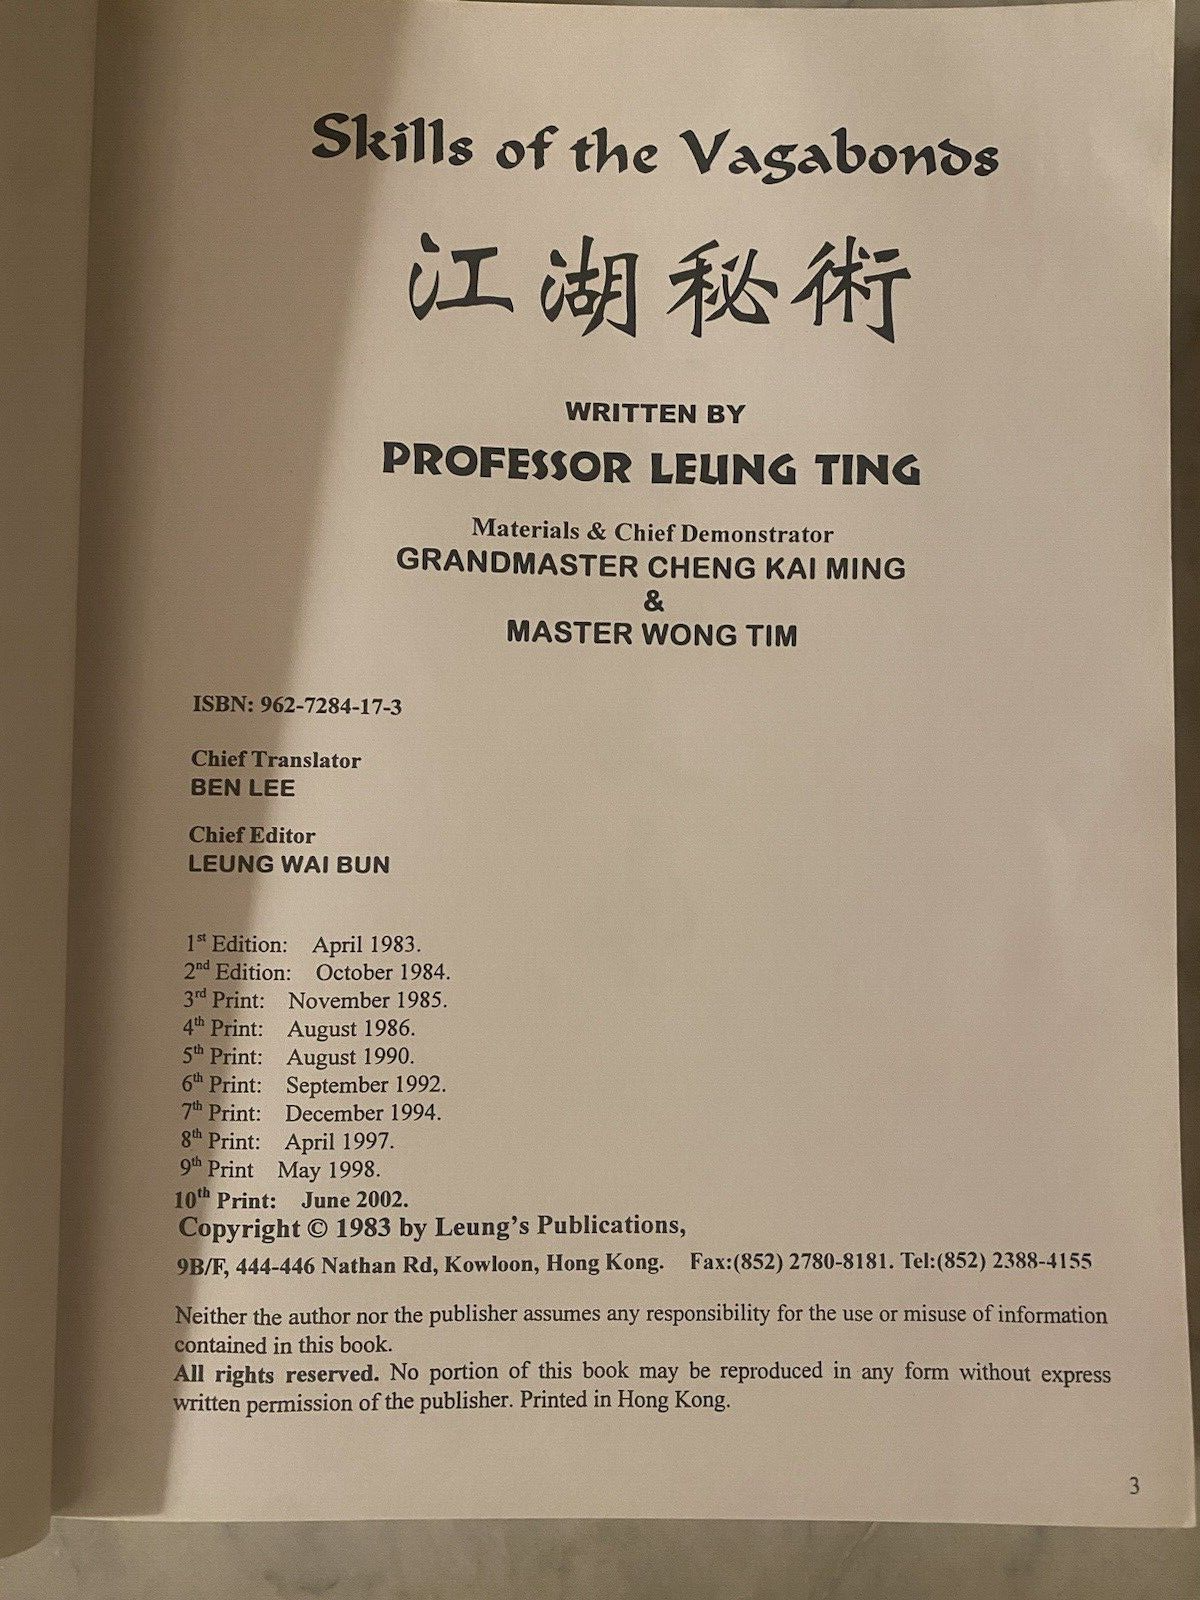 Skills of the Vagabonds
江湖秘術
WRITTEN BY
PROFESSOR LEUNG TING
Materials & Chief Demonstrator
GRANDMASTER CHENG KAI MING
&
MASTER WONG TIM
ISBN: 962-7284-17-3
Chief Translator
BEN LEE
Chief Editor
LEUNG WAI BUN
1st Edition: April 1983.
2nd Edition: October 1984.
3rd Print: November 1985.
4th Print: August 1986.
5th Print: August 1990.
6th Print: September 1992.
7th Print: December 1994.
8th Print: April 1997.
9th Print May 1998.
10th Print: June 2002.
Copyright © 1983 by Leung's Publications,
9B/F, 444-446 Nathan Rd, Kowloon, Hong Kong. Fax:(852) 2780-8181. Tel:(852) 2388-4155
Neither the author nor the publisher assumes any responsibility for the use or misuse of information
contained in this book.
All rights reserved. No portion of this book may be reproduced in any form without express
written permission of the publisher. Printed in Hong Kong.
3